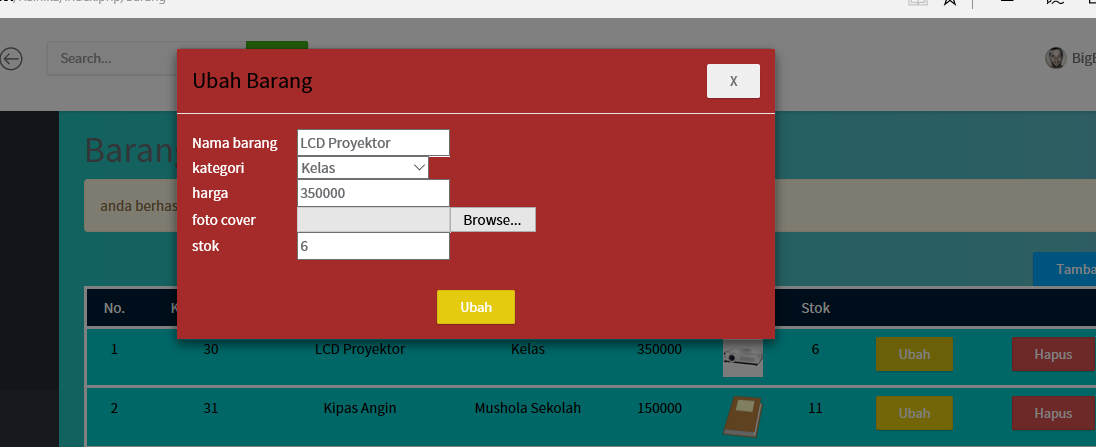 Search...
BigB
Ubah Barang
X
Nama barang LCD Proyektor
kategori Kelas
harga 350000
foto cover Browse...
stok 6
Ubah
Barang
anda berhas
Tamba
No. K Stok
1 30 LCD Proyektor Kelas 350000 6 Ubah Hapus
2 31 Kipas Angin Mushola Sekolah 150000 11 Ubah Hapus